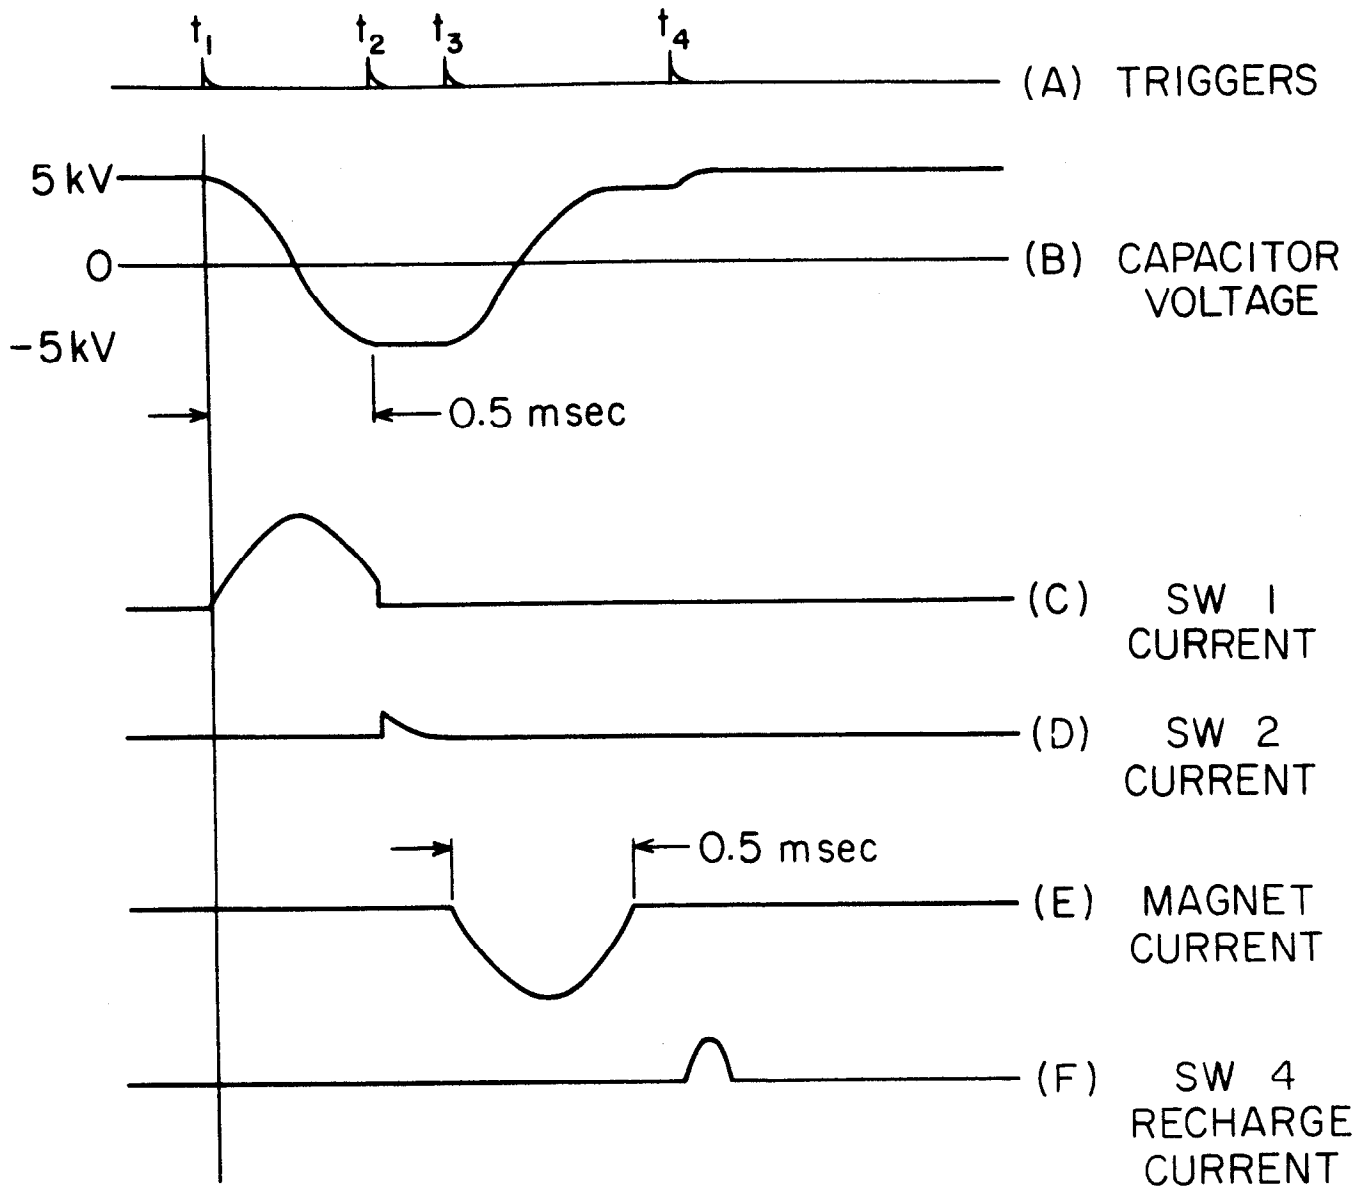 t1 t2 t3 t4
(A) TRIGGERS
5 kV
0
(B) CAPACITOR
VOLTAGE
-5 kV
0.5 msec
(C) SW 1
CURRENT
(D) SW 2
CURRENT
0.5 msec
(E) MAGNET
CURRENT
(F) SW 4
RECHARGE
CURRENT